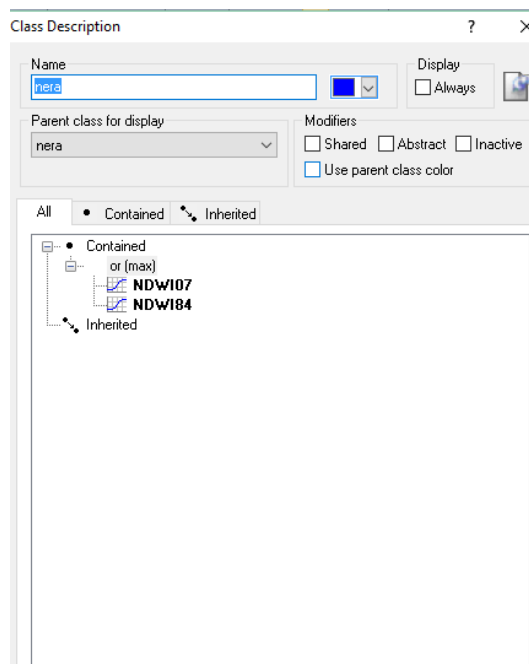 Class Description ?
Name
nera
Display
Always
Parent class for display
nera
Modifiers
Shared Abstract Inactive
Use parent class color
All Contained Inherited
Contained
or (max)
NDWI07
NDWI84
Inherited